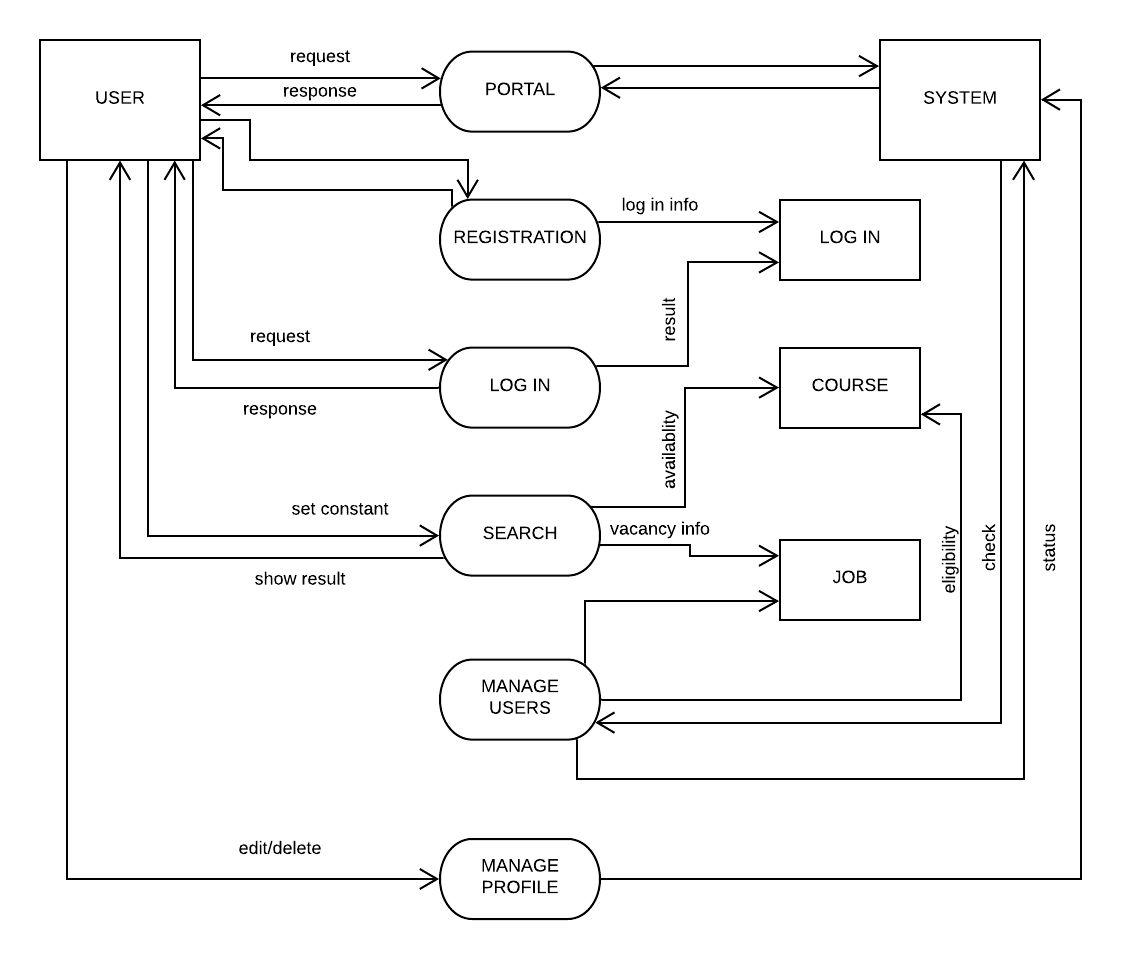 request
USER
response
PORTAL
SYSTEM
REGISTRATION
log in info
LOG IN
result
request
LOG IN
response
COURSE
availablity
set constant
SEARCH
vacancy info
show result
JOB
eligibility
check
status
MANAGE
USERS
edit/delete
MANAGE
PROFILE